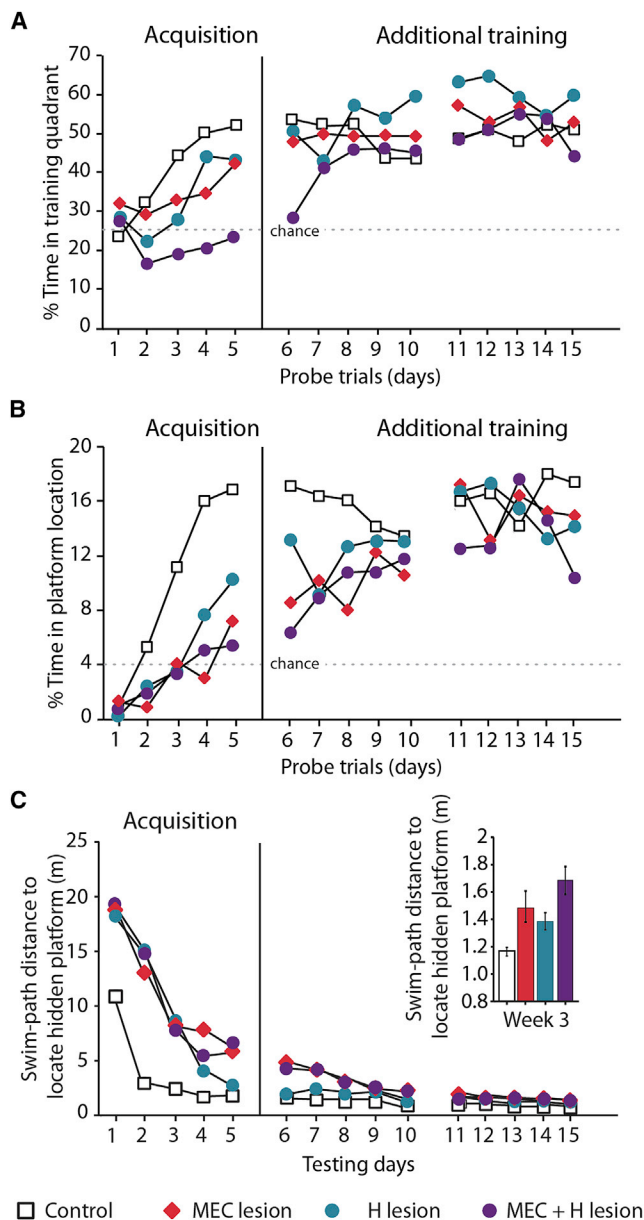 A
Acquisition
Additional training
% Time in training quadrant
70
60
50
40
30
20
10
0
chance
1 2 3 4 5 6 7 8 9 10 11 12 13 14 15
Probe trials (days)
B
Acquisition
Additional training
% Time in platform location
20
16
12
8
4
0
chance
1 2 3 4 5 6 7 8 9 10 11 12 13 14 15
Probe trials (days)
C
Acquisition
Swim-path distance to
locate hidden platform (m)
25
20
15
10
5
0
1 2 3 4 5 6 7 8 9 10 11 12 13 14 15
Testing days
Swim-path distance to
locate hidden platform (m)
2
1.8
1.6
1.4
1.2
1.0
0.8
Week 3
Control MEC lesion H lesion MEC + H lesion